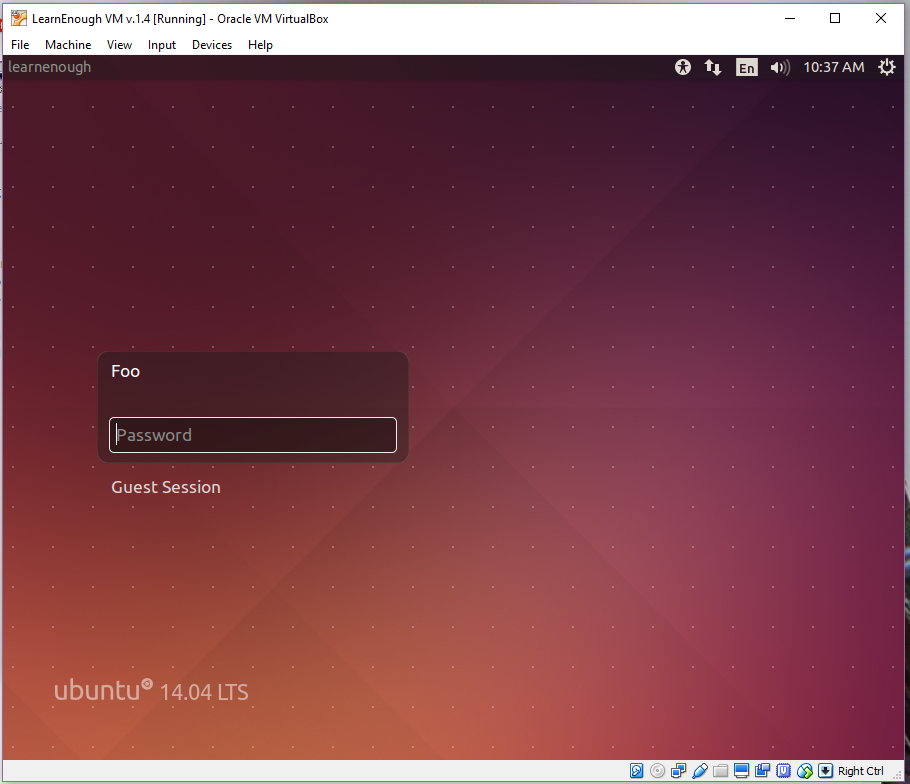 LearnEnough VM v.1.4 [Running] - Oracle VM VirtualBox
File Machine View Input Devices Help
learnenough En 10:37 AM
Foo
Password
Guest Session
ubuntu 14.04 LTS
Right Ctrl